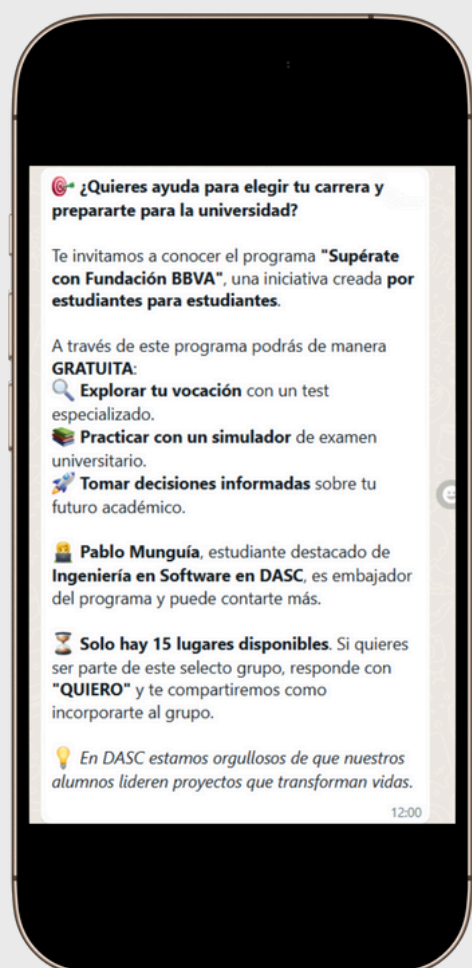 🎯 ¿Quieres ayuda para elegir tu carrera y
prepararte para la universidad?
Te invitamos a conocer el programa "Supérate
con Fundación BBVA", una iniciativa creada por
estudiantes para estudiantes.
A través de este programa podrás de manera
GRATUITA:
🔍 Explorar tu vocación con un test
especializado.
📚 Practicar con un simulador de examen
universitario.
🚀 Tomar decisiones informadas sobre tu
futuro académico.
👨‍💻 Pablo Munguía, estudiante destacado de
Ingeniería en Software en DASC, es embajador
del programa y puede contarte más.
⏳ Solo hay 15 lugares disponibles. Si quieres
ser parte de este selecto grupo, responde con
"QUIERO" y te compartiremos como
incorporarte al grupo.
💡 En DASC estamos orgullosos de que nuestros
alumnos lideren proyectos que transforman vidas.
12:00